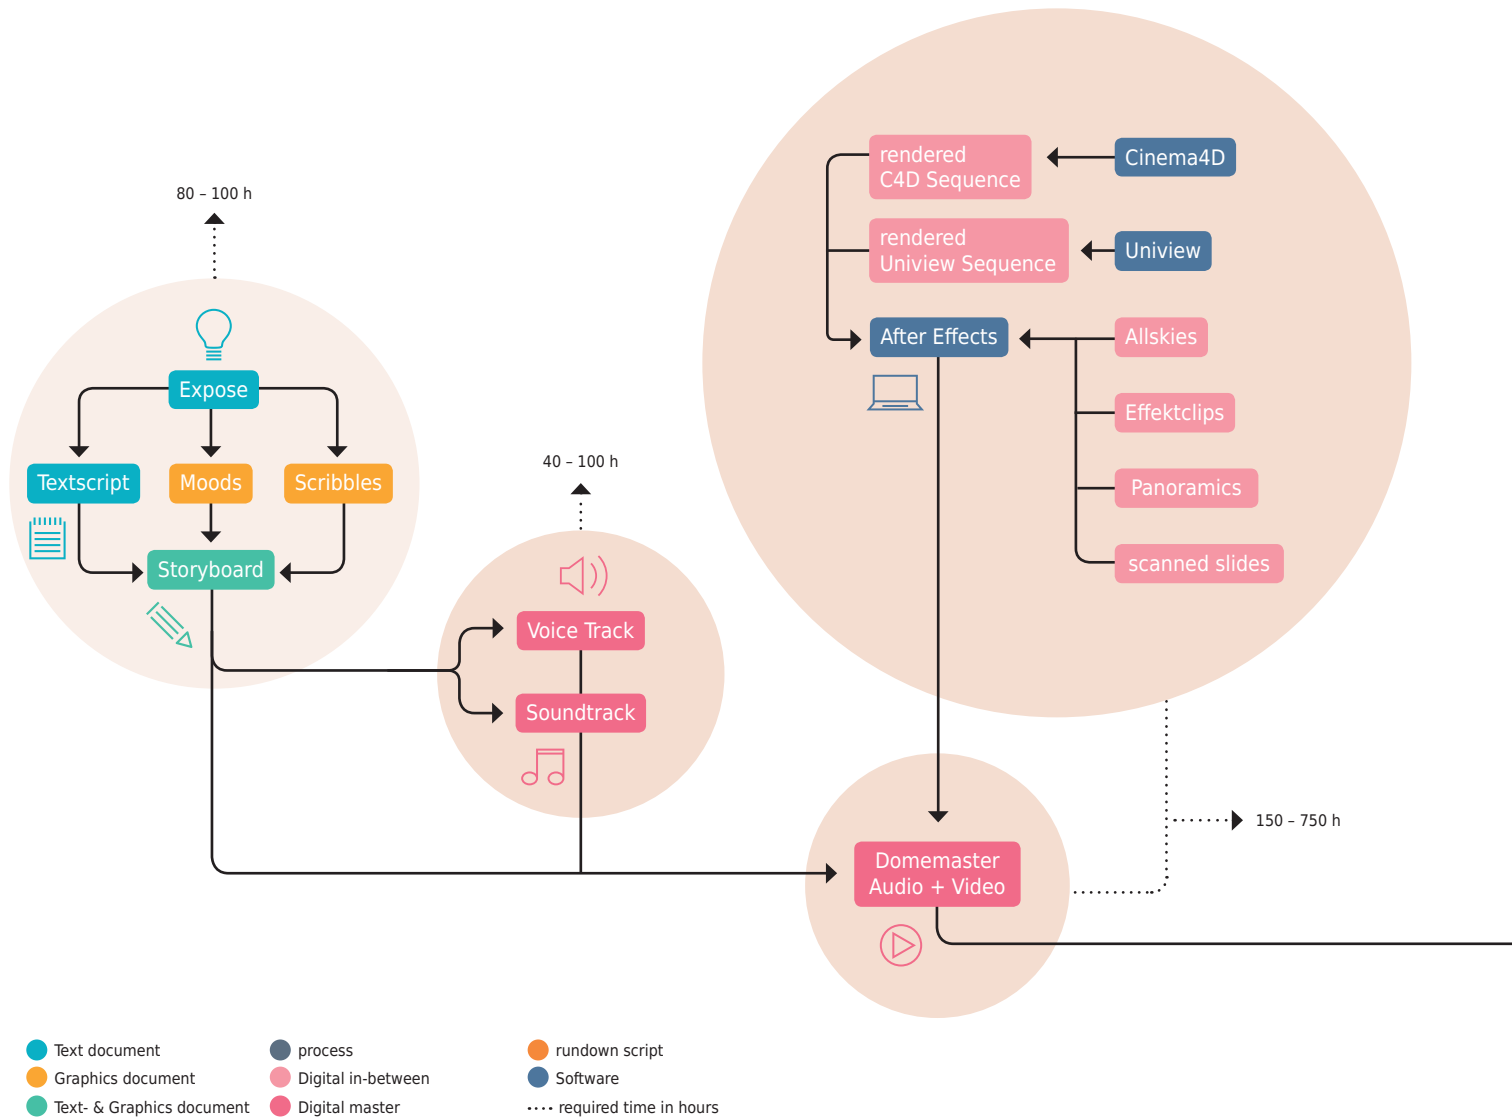 80 – 100 h
Expose
Textscript
Moods
Scribbles
Storyboard
40 – 100 h
Voice Track
Soundtrack
rendered
C4D Sequence
Cinema4D
rendered
Uniview Sequence
Uniview
After Effects
Allskies
Effektclips
Panoramics
scanned slides
Domemaster
Audio + Video
150 – 750 h
Text document
Graphics document
Text- & Graphics document
process
Digital in-between
Digital master
rundown script
Software
required time in hours